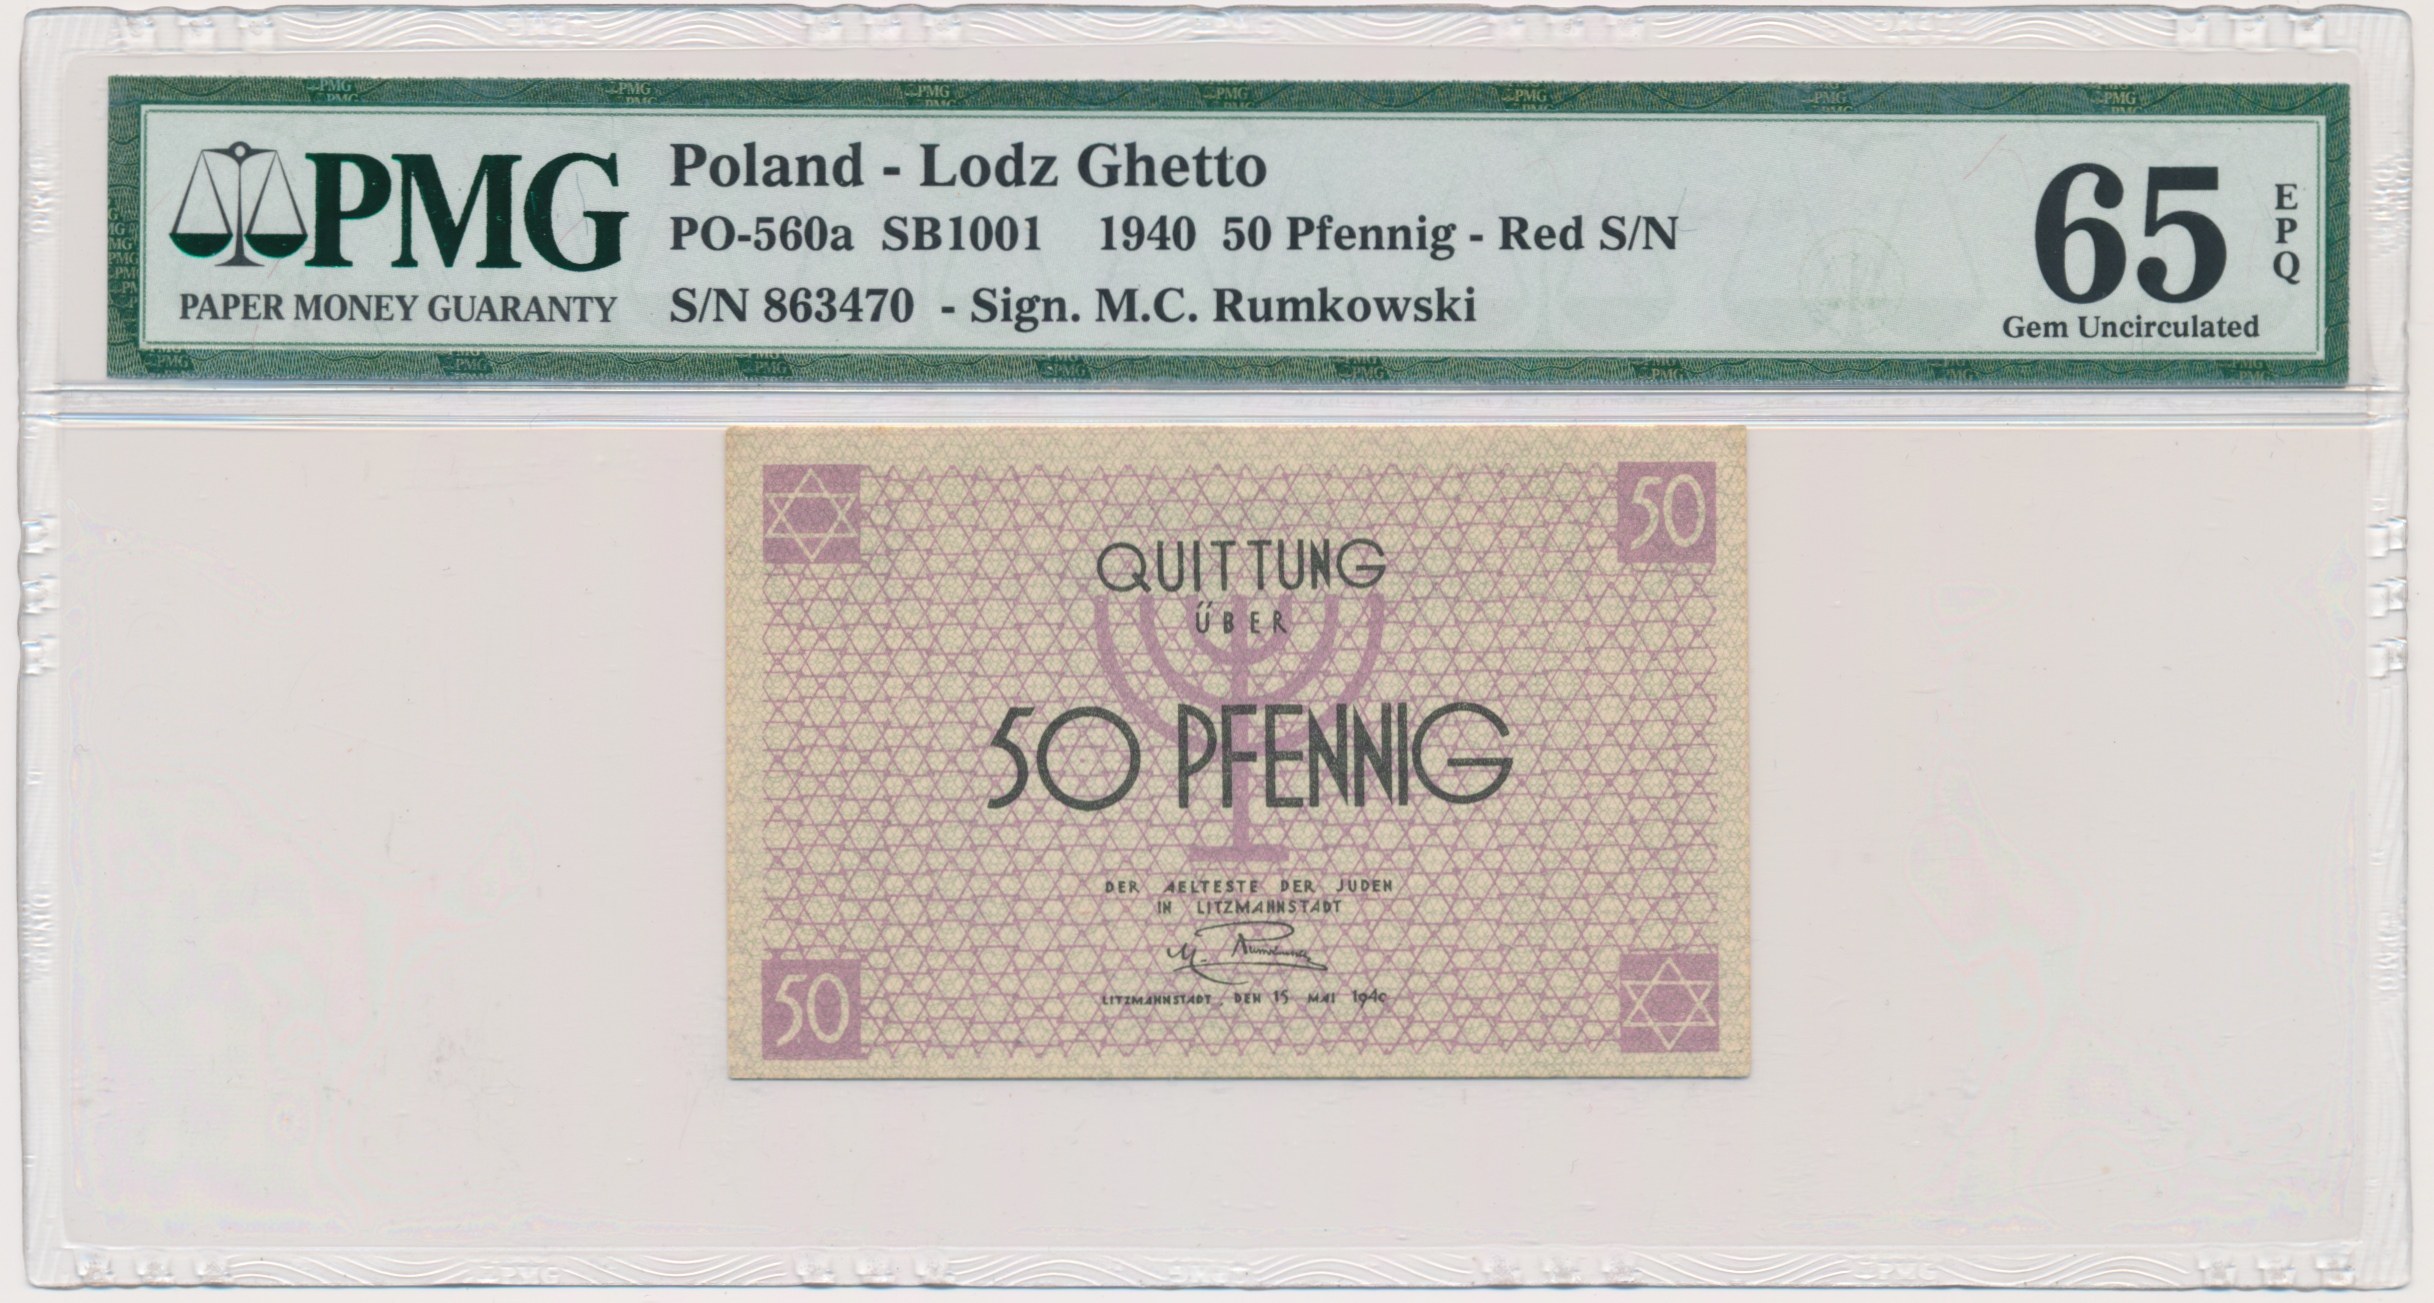 PMG
PAPER MONEY GUARANTY
Poland - Lodz Ghetto
PO-560a SB1001 1940 50 Pfennig - Red S/N
S/N 863470 - Sign. M.C. Rumkowski
65
EPQ
Gem Uncirculated
50
QUITTUNG
ÜBER
50 PFENNIG
DER AELTESTE DER JUDEN
IN LITZMANNSTADT
M. Rumkowski
50
LITZMANNSTADT, DEN 15 MAI 1940